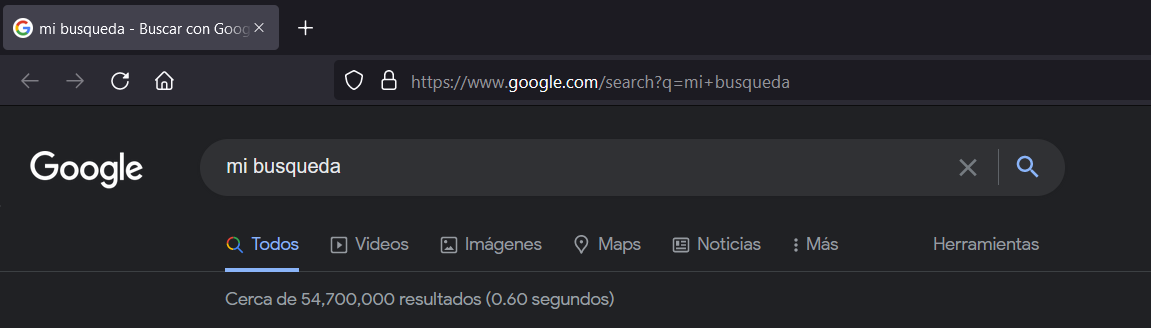 mi busqueda - Buscar con Goog
https://www.google.com/search?q=mi+busqueda
Google mi busqueda
Todos Videos Imágenes Maps Noticias Más Herramientas
Cerca de 54,700,000 resultados (0.60 segundos)